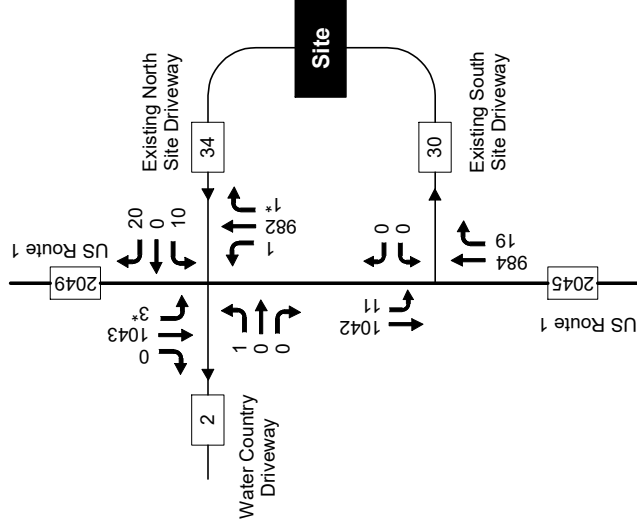 Existing North
Site Driveway
Site
34
20
0
10
US Route 1
2049
1
982
1*
3*
1043
0
1
0
0
2
Water Country
Driveway
0
0
11
1042
19
984
30
Existing South
Site Driveway
2045
US Route 1